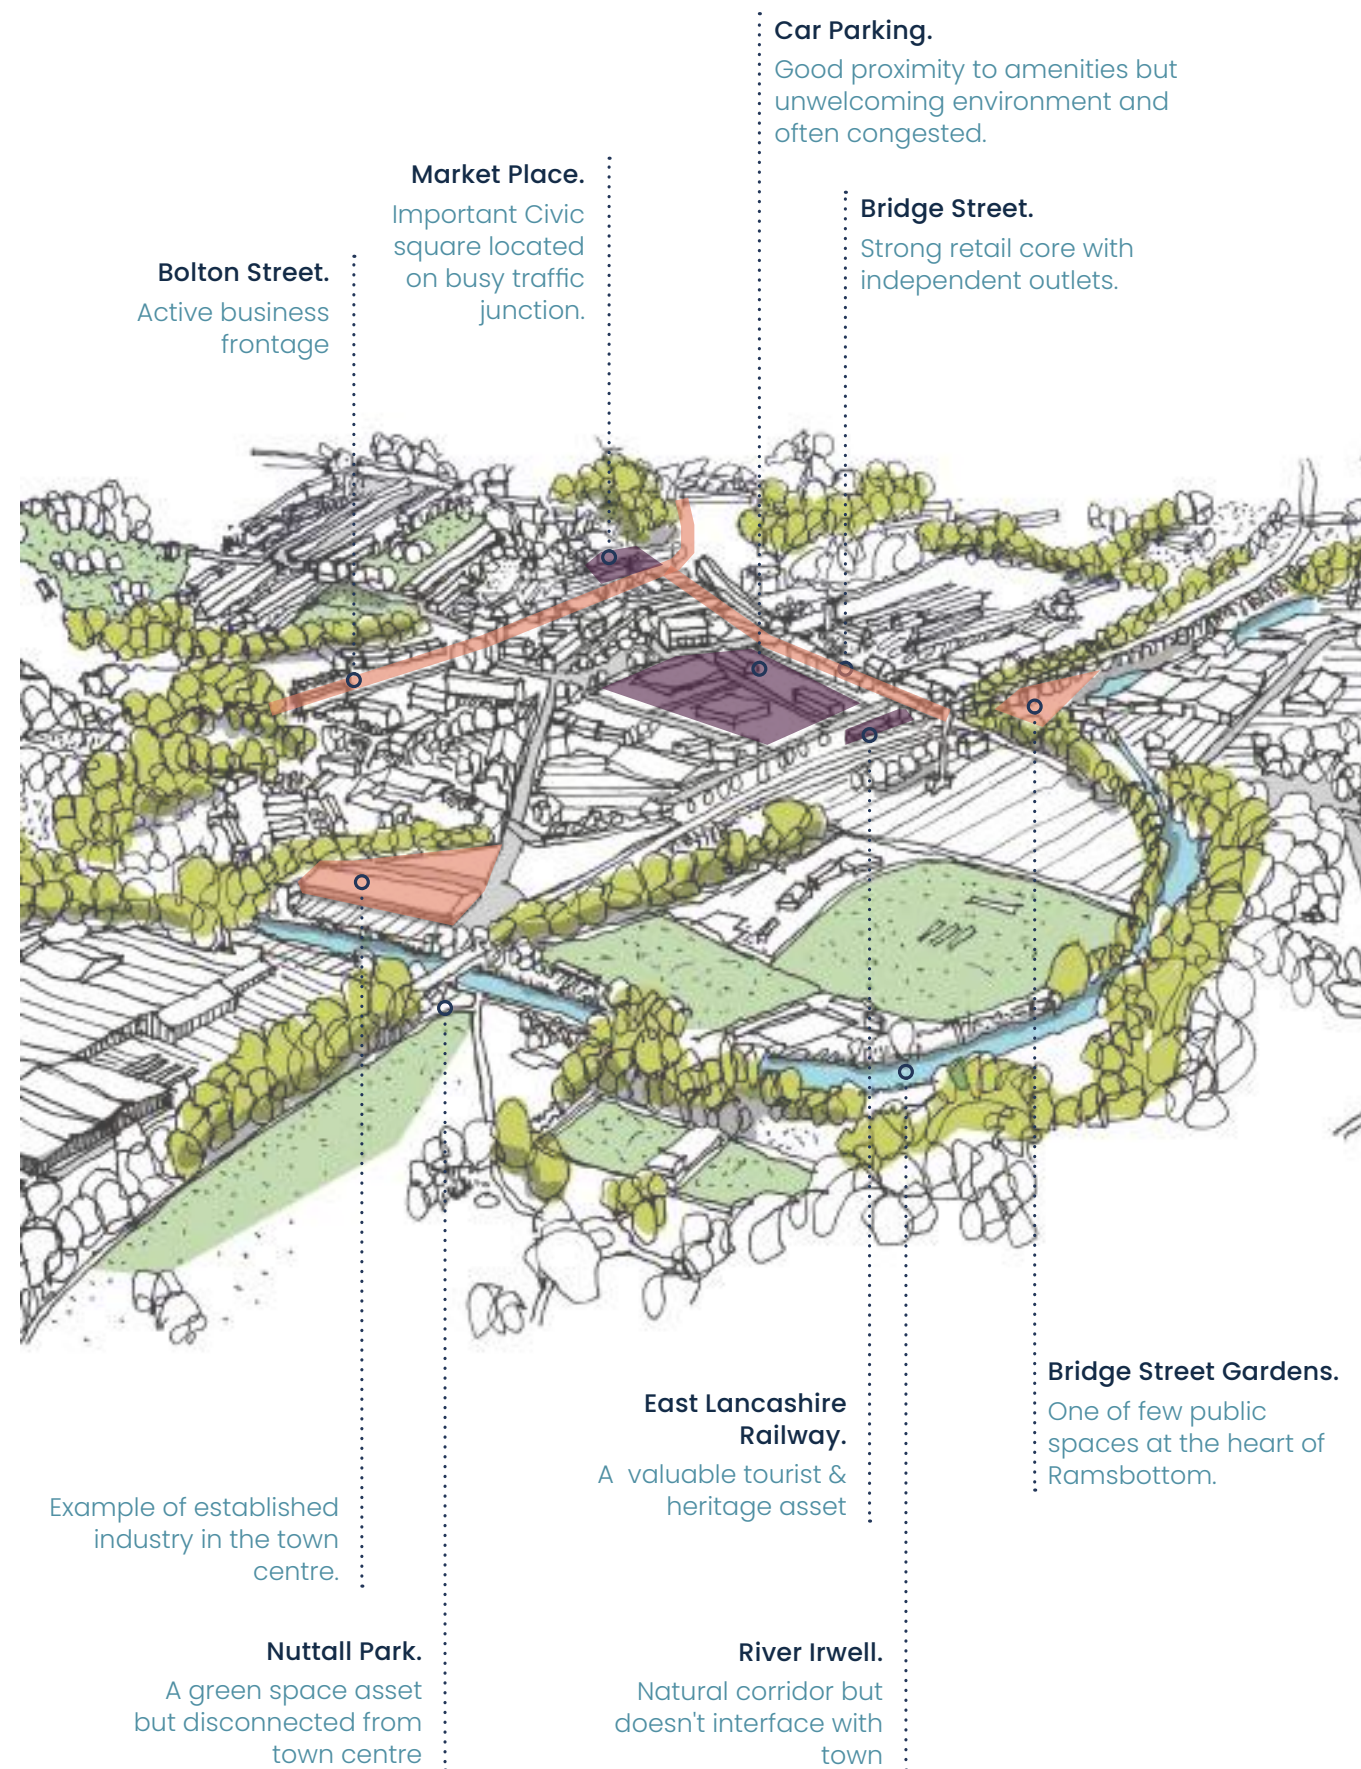 Car Parking.
Good proximity to amenities but
unwelcoming environment and
often congested.
Market Place.
Important Civic
square located
on busy traffic
junction.
Bridge Street.
Strong retail core with
independent outlets.
Bolton Street.
Active business
frontage
Bridge Street Gardens.
One of few public
spaces at the heart of
Ramsbottom.
East Lancashire
Railway.
A valuable tourist &
heritage asset
Example of established
industry in the town
centre.
Nuttall Park.
A green space asset
but disconnected from
town centre
River Irwell.
Natural corridor but
doesn't interface with
town